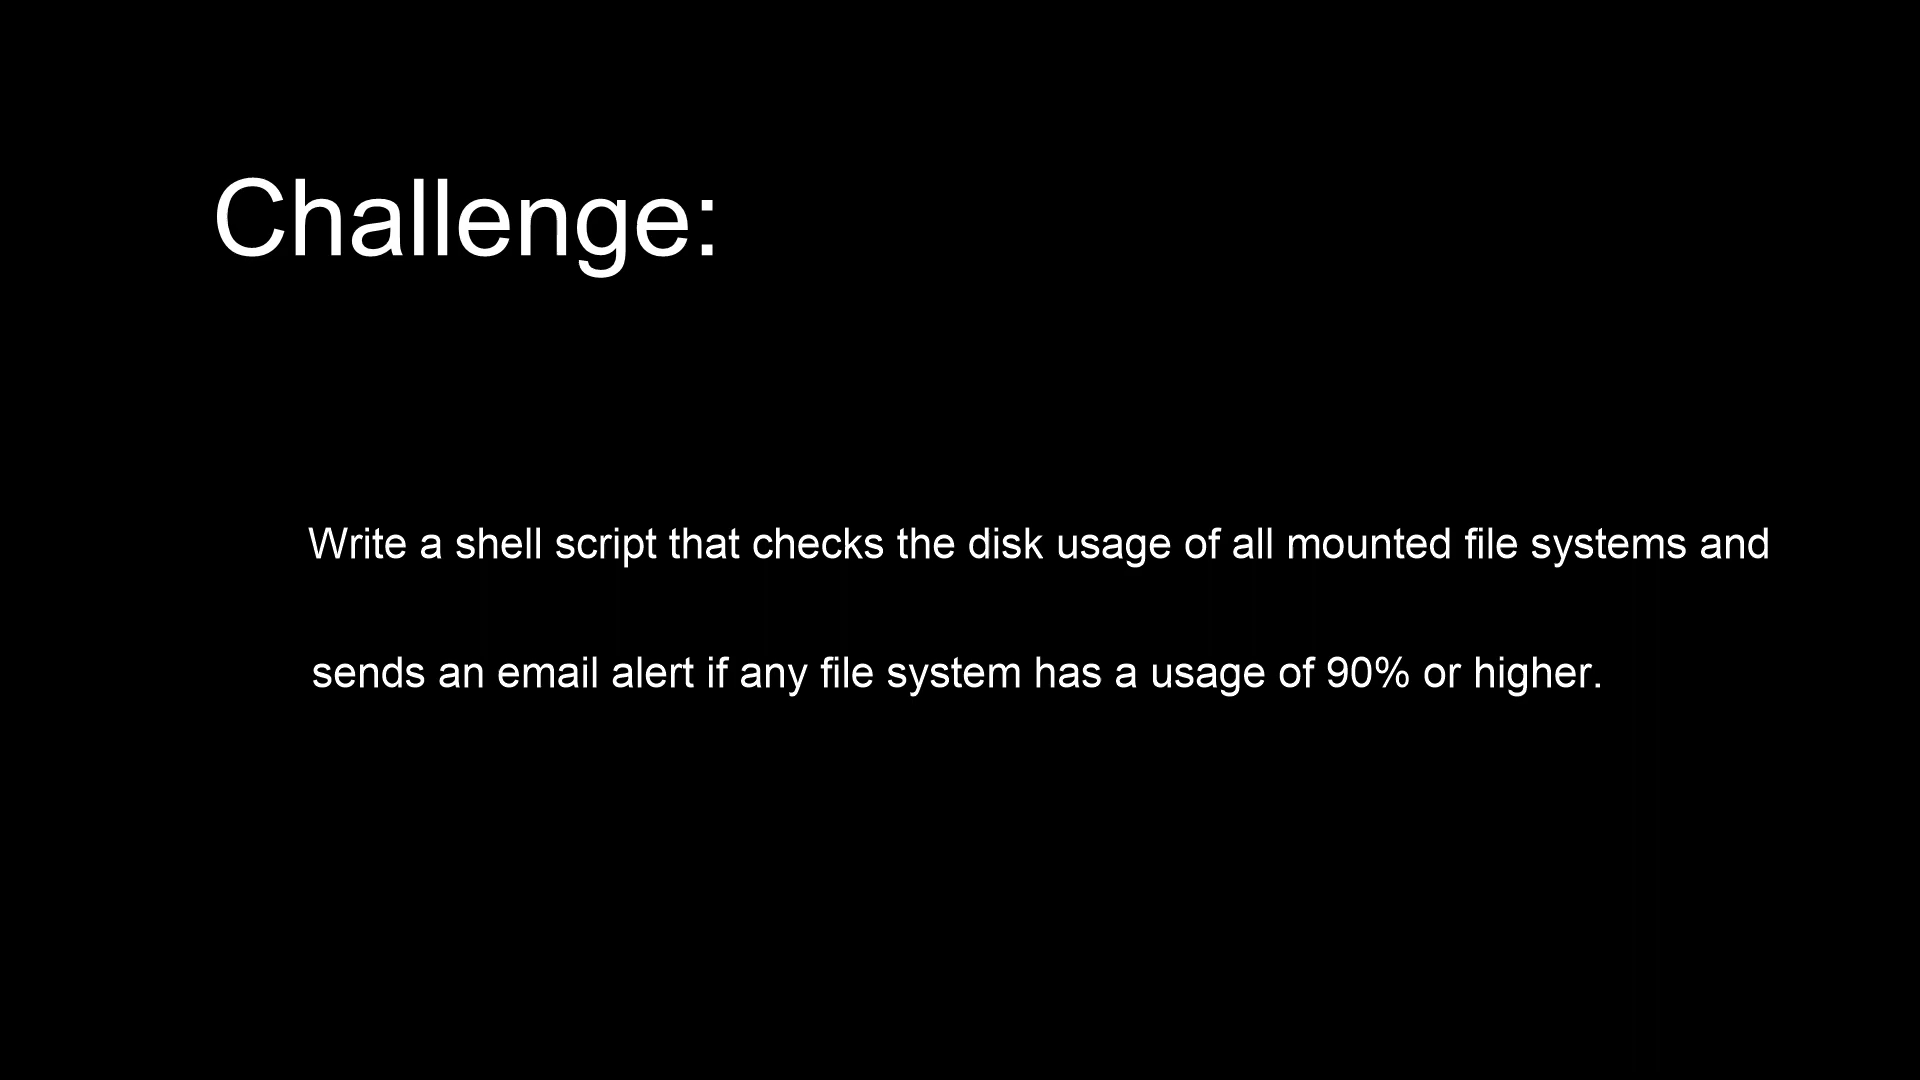 Challenge:
Write a shell script that checks the disk usage of all mounted file systems and
sends an email alert if any file system has a usage of 90% or higher.